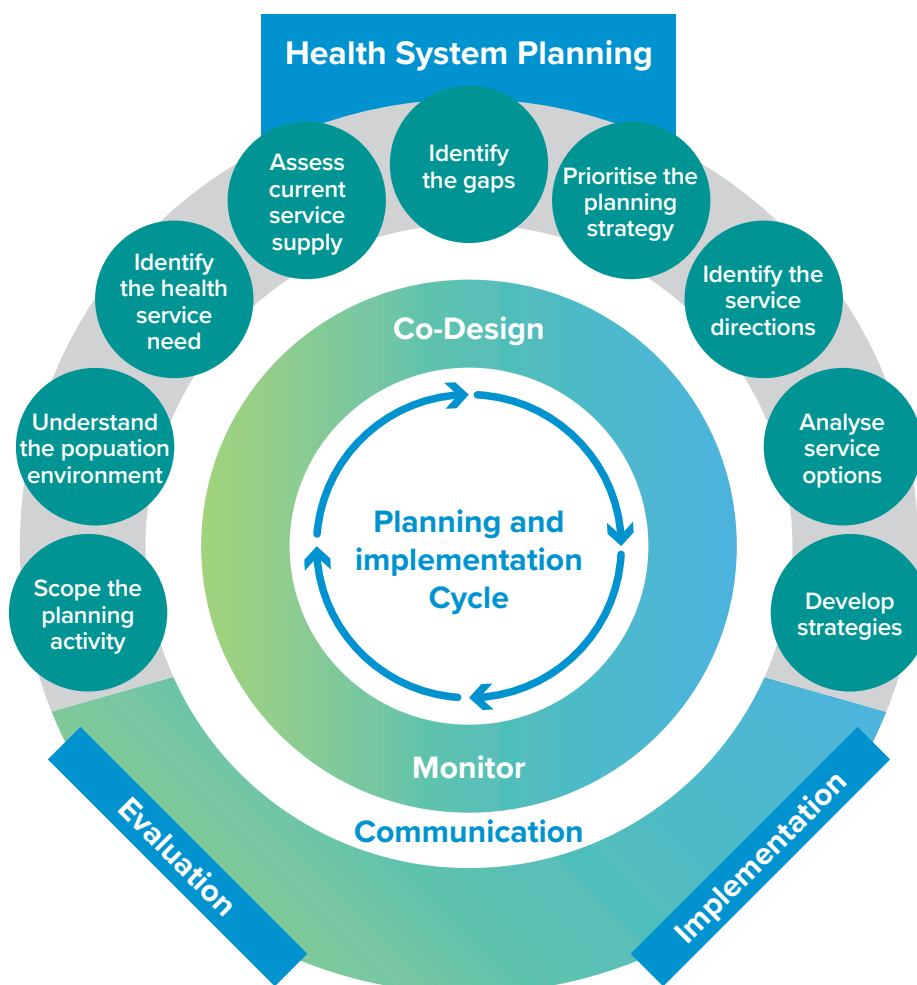 Health System Planning
Scope the
planning
activity
Understand
the popuation
environment
Identify
the health
service
need
Assess
current
service
supply
Identify
the gaps
Prioritise the
planning
strategy
Identify the
service
directions
Analyse
service
options
Develop
strategies
Co-Design
Planning and
implementation
Cycle
Monitor
Communication
Evaluation
Implementation